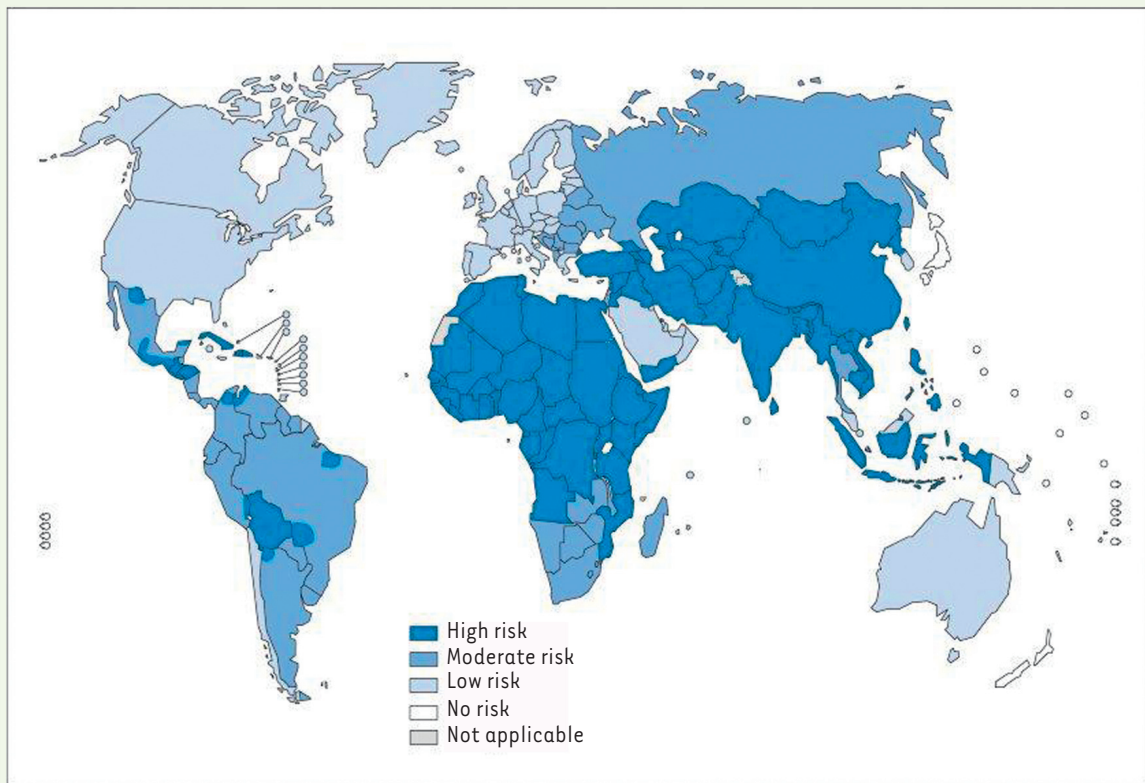 High risk
Moderate risk
Low risk
No risk
Not applicable